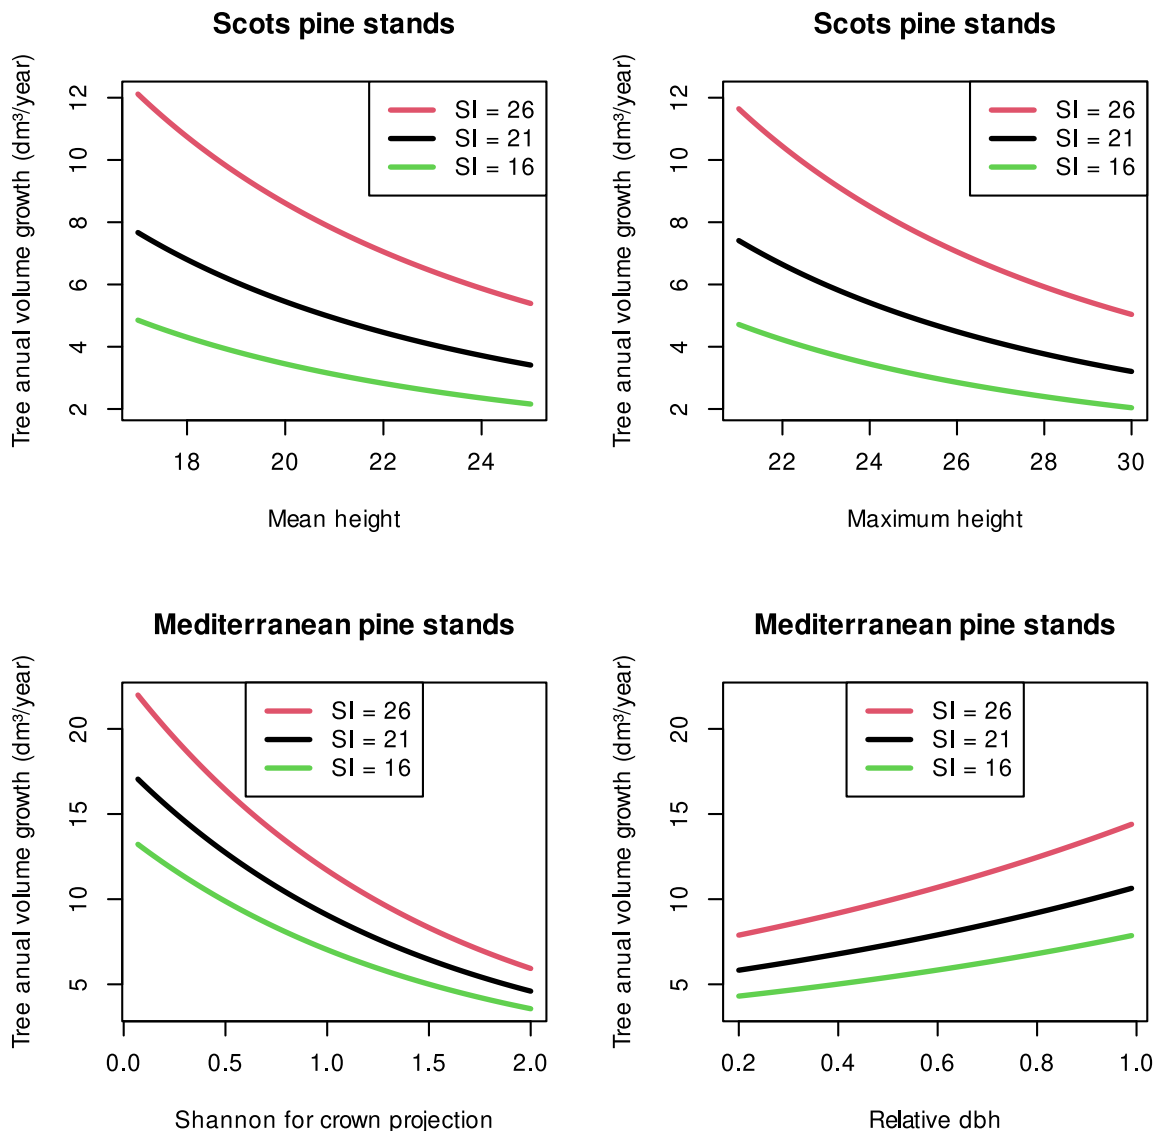 Scots pine stands
Tree anual volume growth (dm³/year)
12
10
8
6
4
2
SI = 26
SI = 21
SI = 16
18 20 22 24
Mean height
Scots pine stands
Tree anual volume growth (dm³/year)
12
10
8
6
4
2
SI = 26
SI = 21
SI = 16
22 24 26 28 30
Maximum height
Mediterranean pine stands
Tree anual volume growth (dm³/year)
20
15
10
5
SI = 26
SI = 21
SI = 16
0.0 0.5 1.0 1.5 2.0
Shannon for crown projection
Mediterranean pine stands
Tree anual volume growth (dm³/year)
20
15
10
5
SI = 26
SI = 21
SI = 16
0.2 0.4 0.6 0.8 1.0
Relative dbh